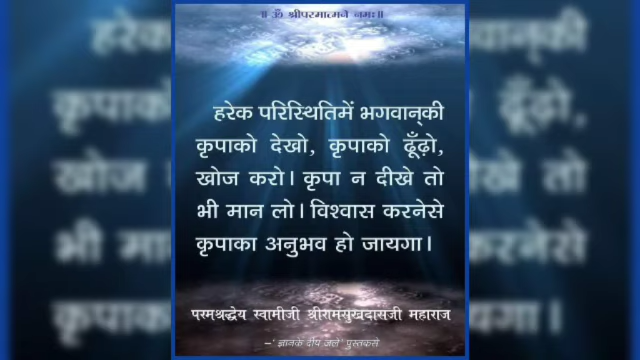 ॥ ॐ श्रीपरमात्मने नमः॥
हरेक परिस्थितिमें भगवान्‌की
कृपाको देखो, कृपाको ढूँढ़ो,
खोज करो। कृपा न दीखे तो
भी मान लो। विश्वास करनेसे
कृपाका अनुभव हो जायगा।
परमश्रद्धेय स्वामीजी श्रीरामसुखदासजी महाराज
–'ज्ञानके दीप जले' पुस्तकसे